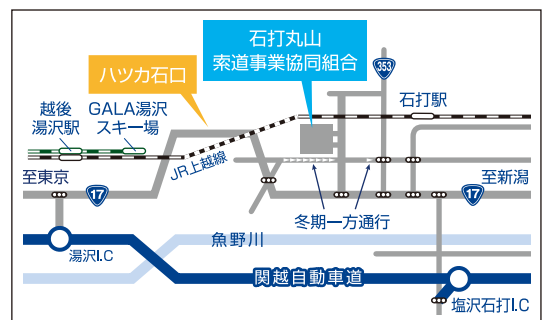 石打丸山
索道事業協同組合
ハツカ石口
353
越後
湯沢駅
GALA湯沢
スキー場
石打駅
JR上越線
至東京
17
17
至新潟
冬期一方通行
魚野川
湯沢I.C
関越自動車道
塩沢石打I.C